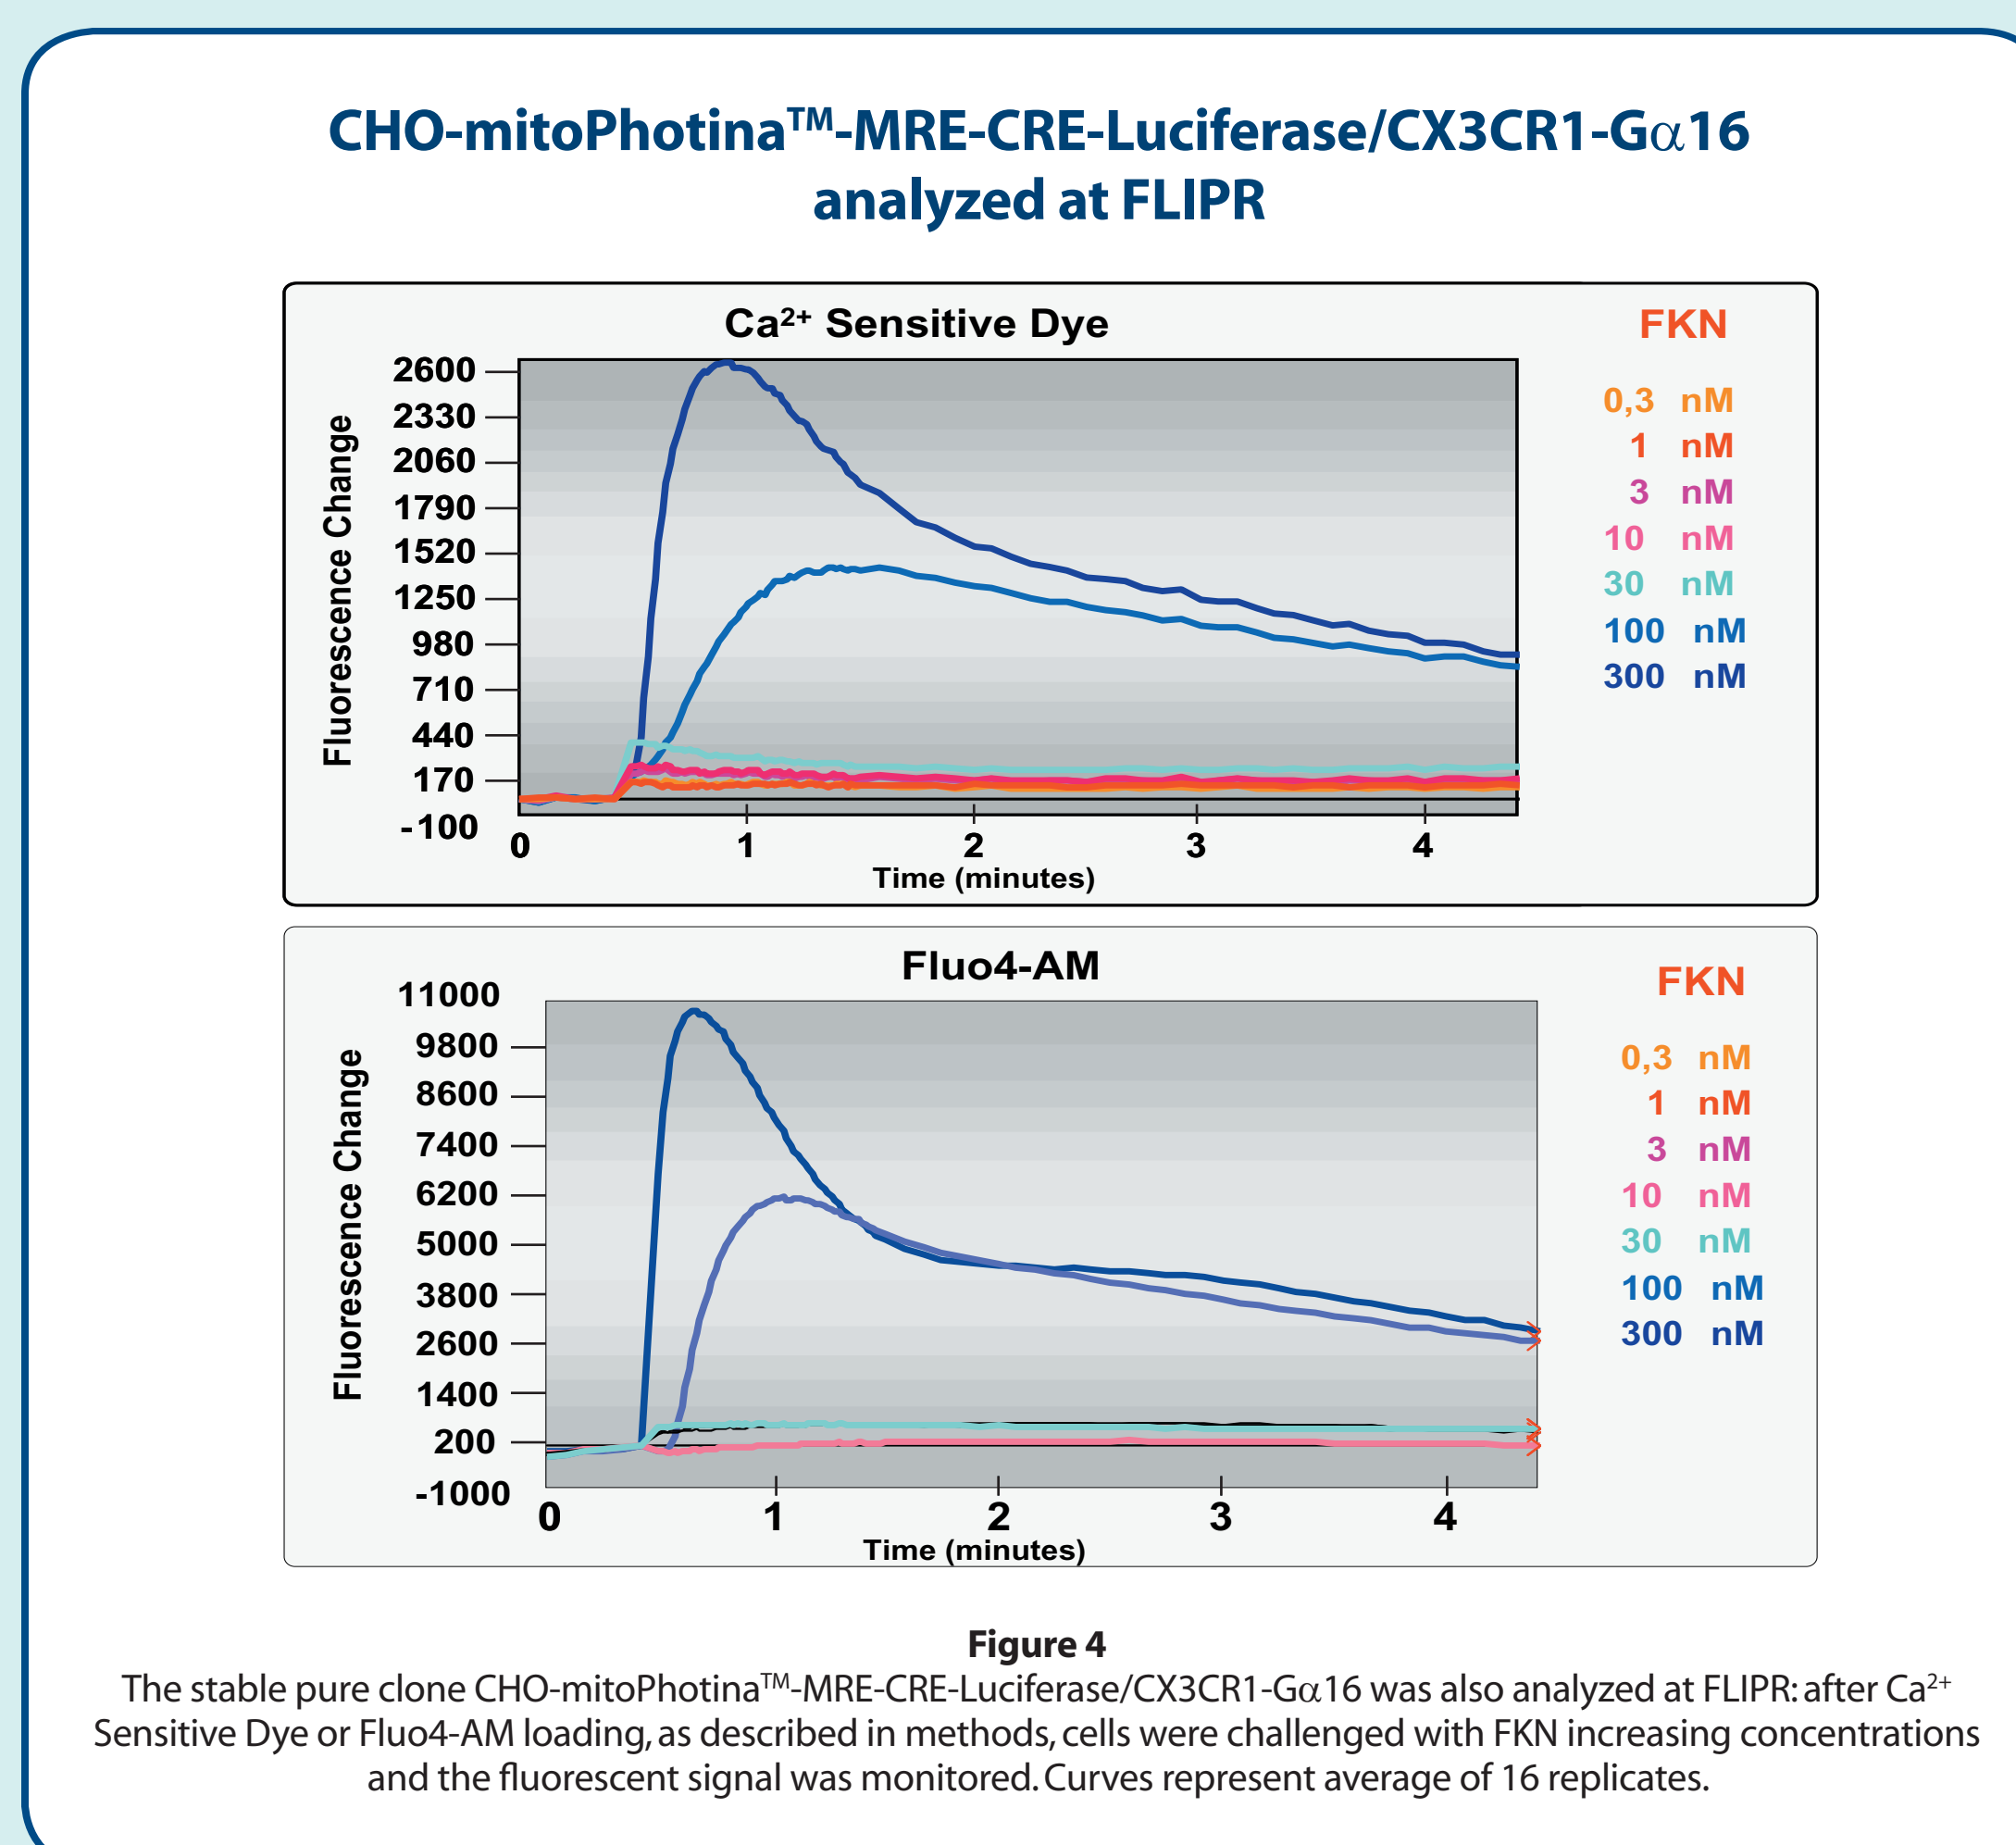 CHO-mitoPhotina™-MRE-CRE-Luciferase/CX3CR1-Gα16
analyzed at FLIPR
Ca²⁺ Sensitive Dye
Fluorescence Change
2600
2330
2060
1790
1520
1250
980
710
440
170
-100
0 1 2 3 4
Time (minutes)
FKN
0,3 nM
1 nM
3 nM
10 nM
30 nM
100 nM
300 nM
Fluo4-AM
Fluorescence Change
11000
9800
8600
7400
6200
5000
3800
2600
1400
200
-1000
0 1 2 3 4
Time (minutes)
FKN
0,3 nM
1 nM
3 nM
10 nM
30 nM
100 nM
300 nM
Figure 4
The stable pure clone CHO-mitoPhotina™-MRE-CRE-Luciferase/CX3CR1-Gα16 was also analyzed at FLIPR: after Ca²⁺
Sensitive Dye or Fluo4-AM loading, as described in methods, cells were challenged with FKN increasing concentrations
and the fluorescent signal was monitored. Curves represent average of 16 replicates.